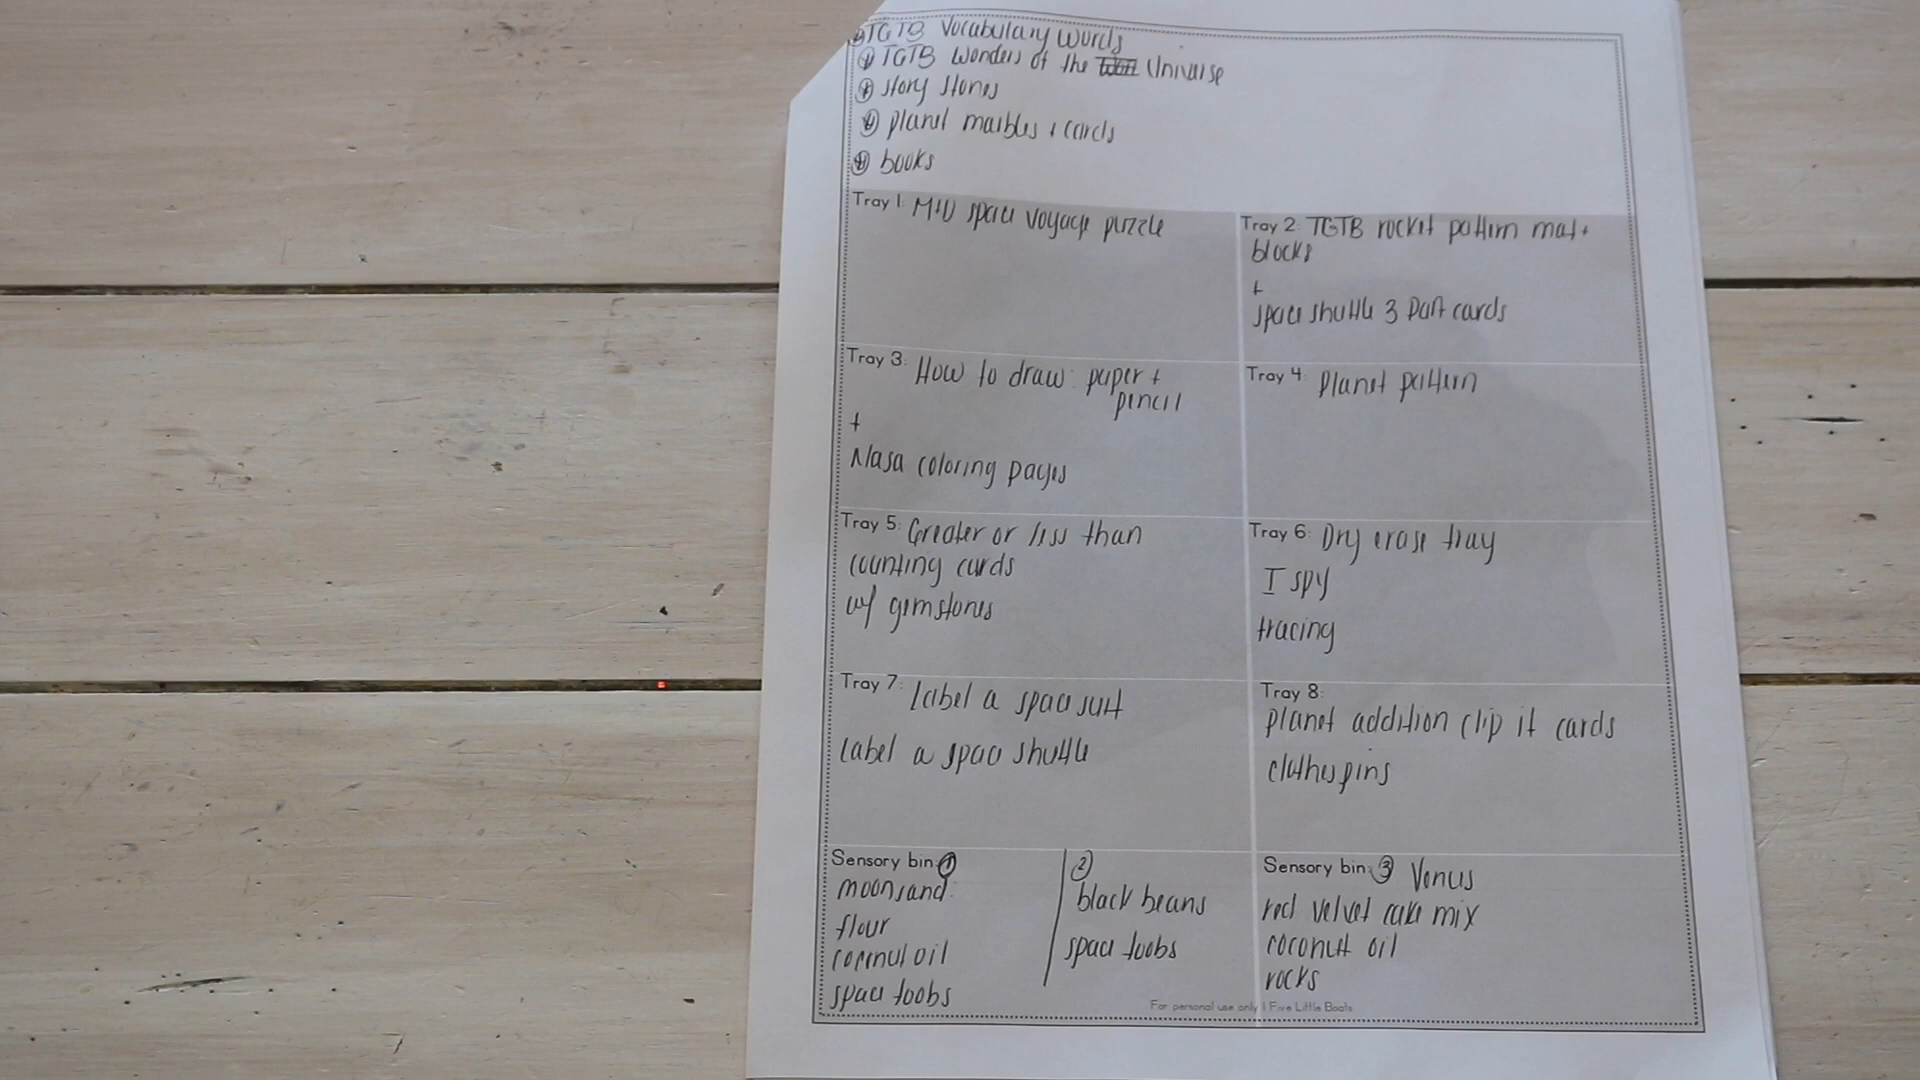 TGTB Vocabulary Words
TGTB Wonders of the Universe
story stones
planet marbles + cards
books
Tray 1: M+D space voyage puzzle
Tray 2: TGTB rocket pattern mat +
blocks
+
space shuttle 3 part cards
Tray 3: How to draw: paper +
pencil
+
Nasa coloring pages
Tray 4: Planet pattern
Tray 5: Greater or less than
counting cards
w/ gemstones
Tray 6: Dry erase tray
I spy
tracing
Tray 7: Label a space suit
Label a space shuttle
Tray 8:
planet addition clip it cards
clothespins
Sensory bin: 1
moonsand:
flour
coconut oil
space toobs
2
black beans
space toobs
Sensory bin: 3 Venus
red velvet cake mix
coconut oil
rocks
For personal use only | Five Little Boats